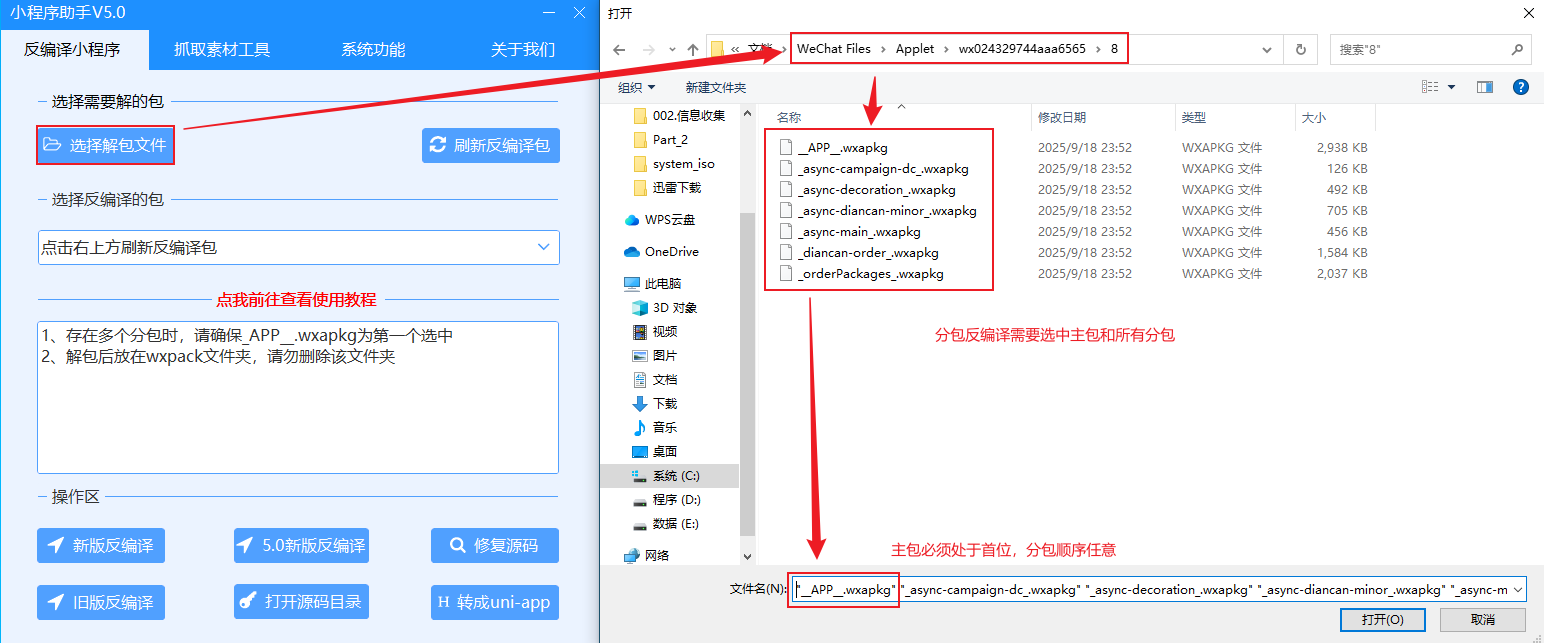 小程序助手V5.0
反编译小程序
抓取素材工具
系统功能
关于我们
选择需要解的包
选择解包文件
刷新反编译包
选择反编译的包
点击右上方刷新反编译包
点我前往查看使用教程
1、存在多个分包时，请确保_APP__.wxapkg为第一个选中
2、解包后放在wxpack文件夹，请勿删除该文件夹
操作区
新版反编译
5.0新版反编译
修复源码
旧版反编译
打开源码目录
H 转成uni-app
打开
« 文档 › WeChat Files › Applet › wx024329744aaa6565 › 8
搜索"8"
组织
新建文件夹
002.信息收集
Part_2
system_iso
迅雷下载
WPS云盘
OneDrive
此电脑
3D 对象
视频
图片
文档
下载
音乐
桌面
系统 (C:)
程序 (D:)
数据 (E:)
网络
名称 修改日期 类型 大小
__APP__.wxapkg 2025/9/18 23:52 WXAPKG 文件 2,938 KB
_async-campaign-dc_.wxapkg 2025/9/18 23:52 WXAPKG 文件 126 KB
_async-decoration_.wxapkg 2025/9/18 23:52 WXAPKG 文件 492 KB
_async-diancan-minor_.wxapkg 2025/9/18 23:52 WXAPKG 文件 705 KB
_async-main_.wxapkg 2025/9/18 23:52 WXAPKG 文件 456 KB
_diancan-order_.wxapkg 2025/9/18 23:52 WXAPKG 文件 1,584 KB
_orderPackages_.wxapkg 2025/9/18 23:52 WXAPKG 文件 2,037 KB
分包反编译需要选中主包和所有分包
主包必须处于首位，分包顺序任意
文件名(N): "__APP__.wxapkg" "_async-campaign-dc_.wxapkg" "_async-decoration_.wxapkg" "_async-diancan-minor_.wxapkg" "_async-m
打开(O)
取消